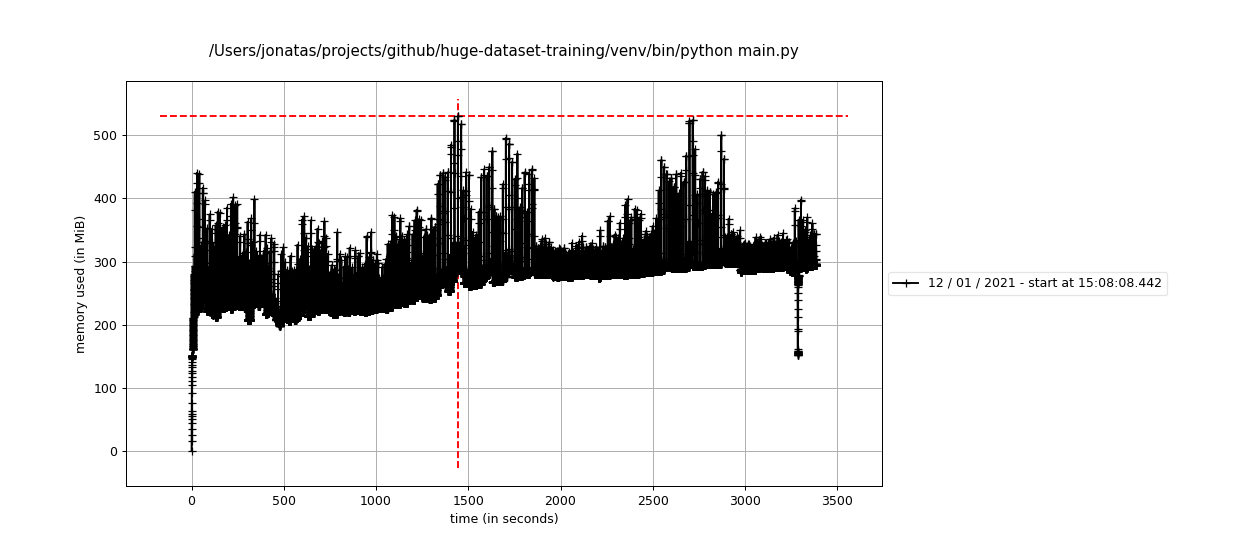 /Users/jonatas/projects/github/huge-dataset-training/venv/bin/python main.py
500
400
300
200
100
0
memory used (in MiB)
0 500 1000 1500 2000 2500 3000 3500
time (in seconds)
12 / 01 / 2021 - start at 15:08:08.442